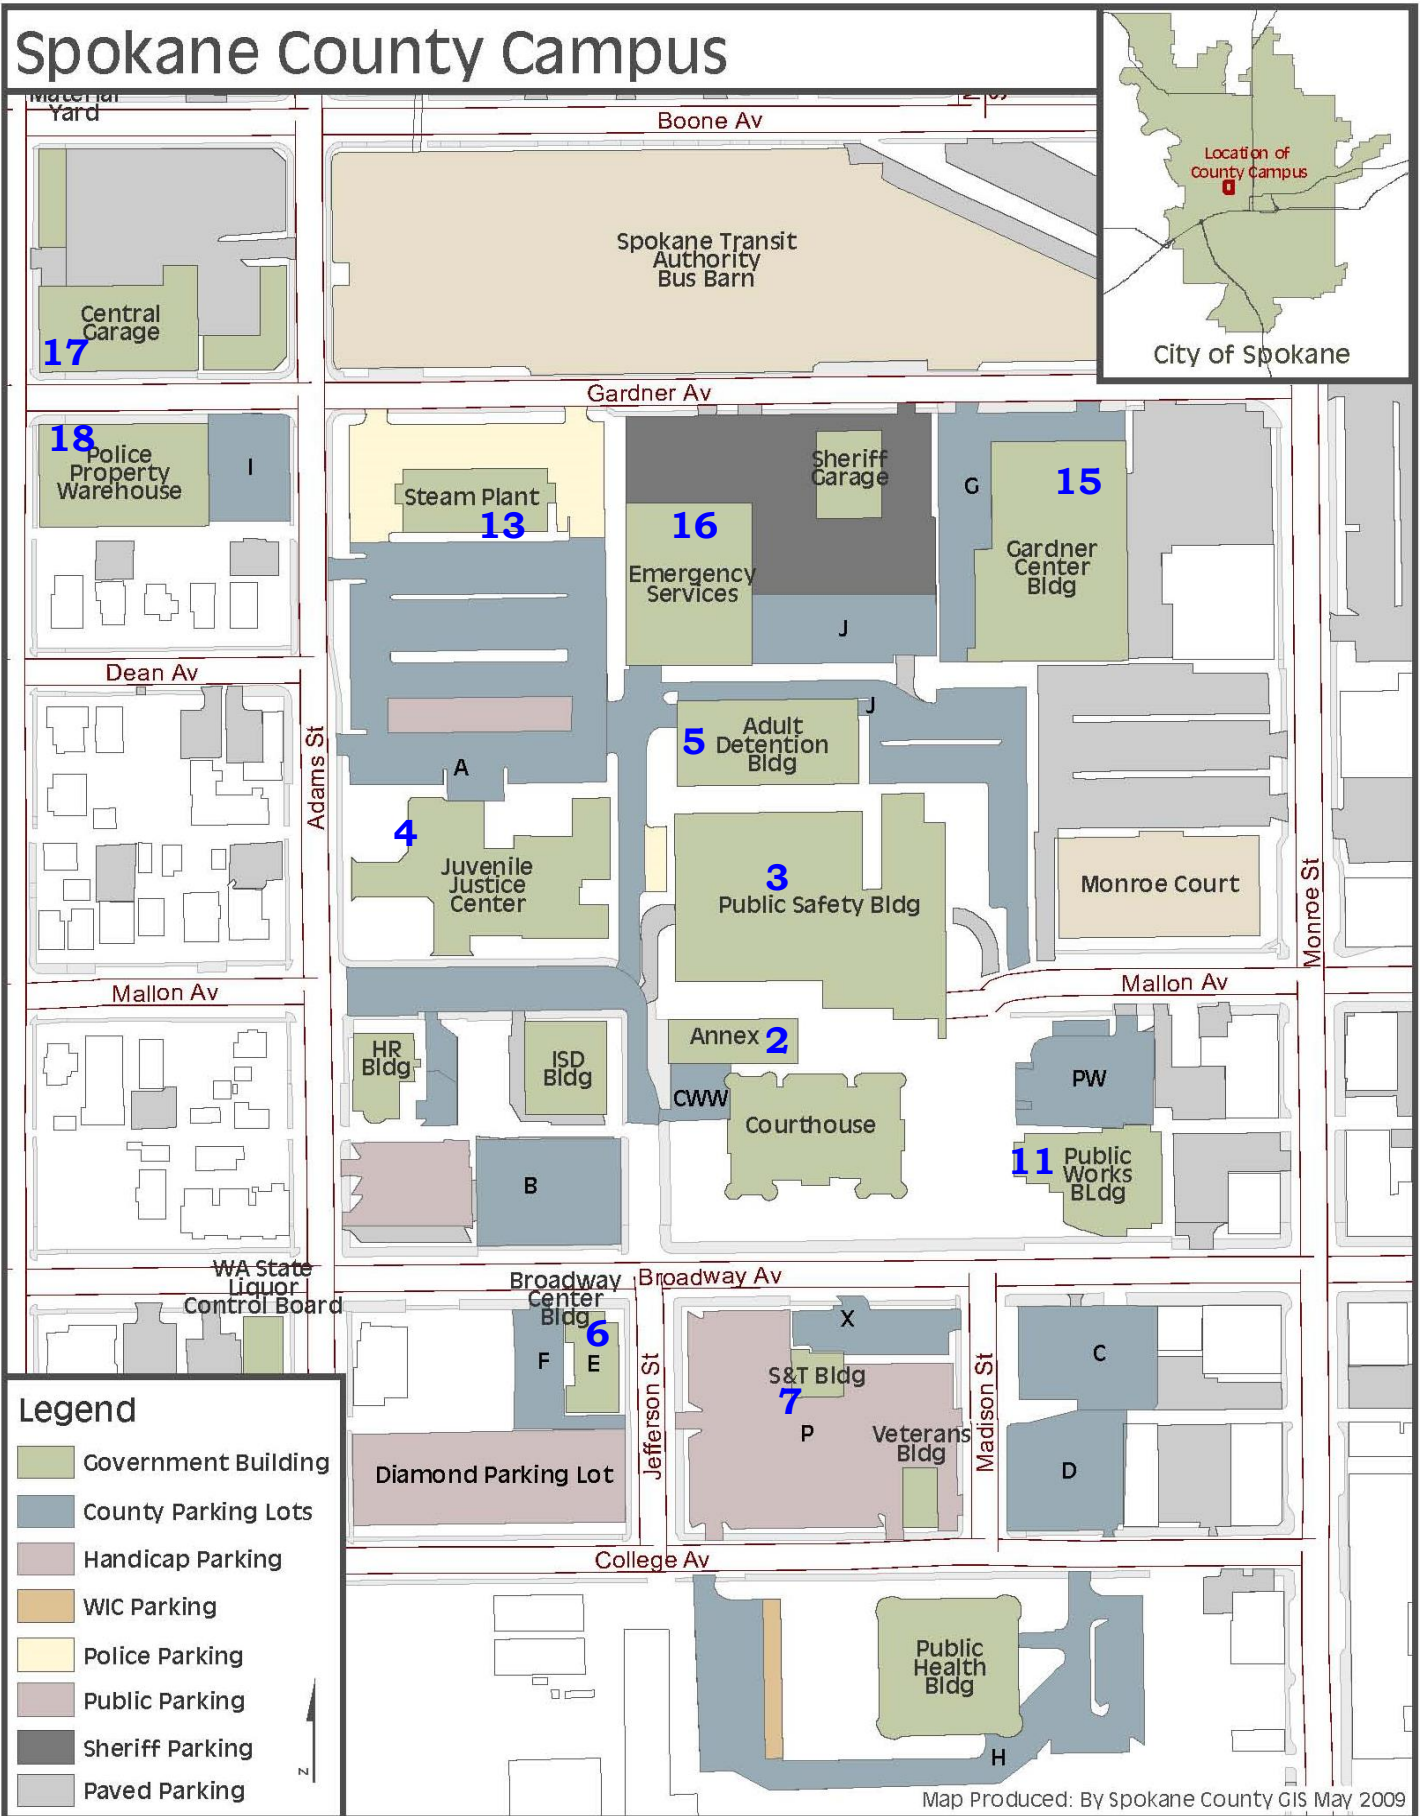 Spokane County Campus
Material
Yard
N
S
Boone Av
Location of
County Campus
City of Spokane
Spokane Transit
Authority
Bus Barn
Central
Garage
17
Gardner Av
18
Police
Property
Warehouse
I
Steam Plant
13
Sheriff
Garage
16
Emergency
Services
G
15
Gardner
Center
Bldg
J
Dean Av
J
5
Adult
Detention
Bldg
A
Adams St
4
Juvenile
Justice
Center
3
Public Safety Bldg
Monroe Court
Monroe St
Mallon Av
Mallon Av
HR
Bldg
ISD
Bldg
Annex
2
CWW
Courthouse
PW
11
Public
Works
BLdg
B
WA State
Liquor
Control Board
Broadway
Center
Bldg
Broadway Av
6
F
E
X
S&T Bldg
7
P
Veterans
Bldg
Jefferson St
Madison St
C
D
Diamond Parking Lot
College Av
Public
Health
Bldg
H
Legend
Government Building
County Parking Lots
Handicap Parking
WIC Parking
Police Parking
Public Parking
Sheriff Parking
Paved Parking
N
Map Produced: By Spokane County GIS May 2009